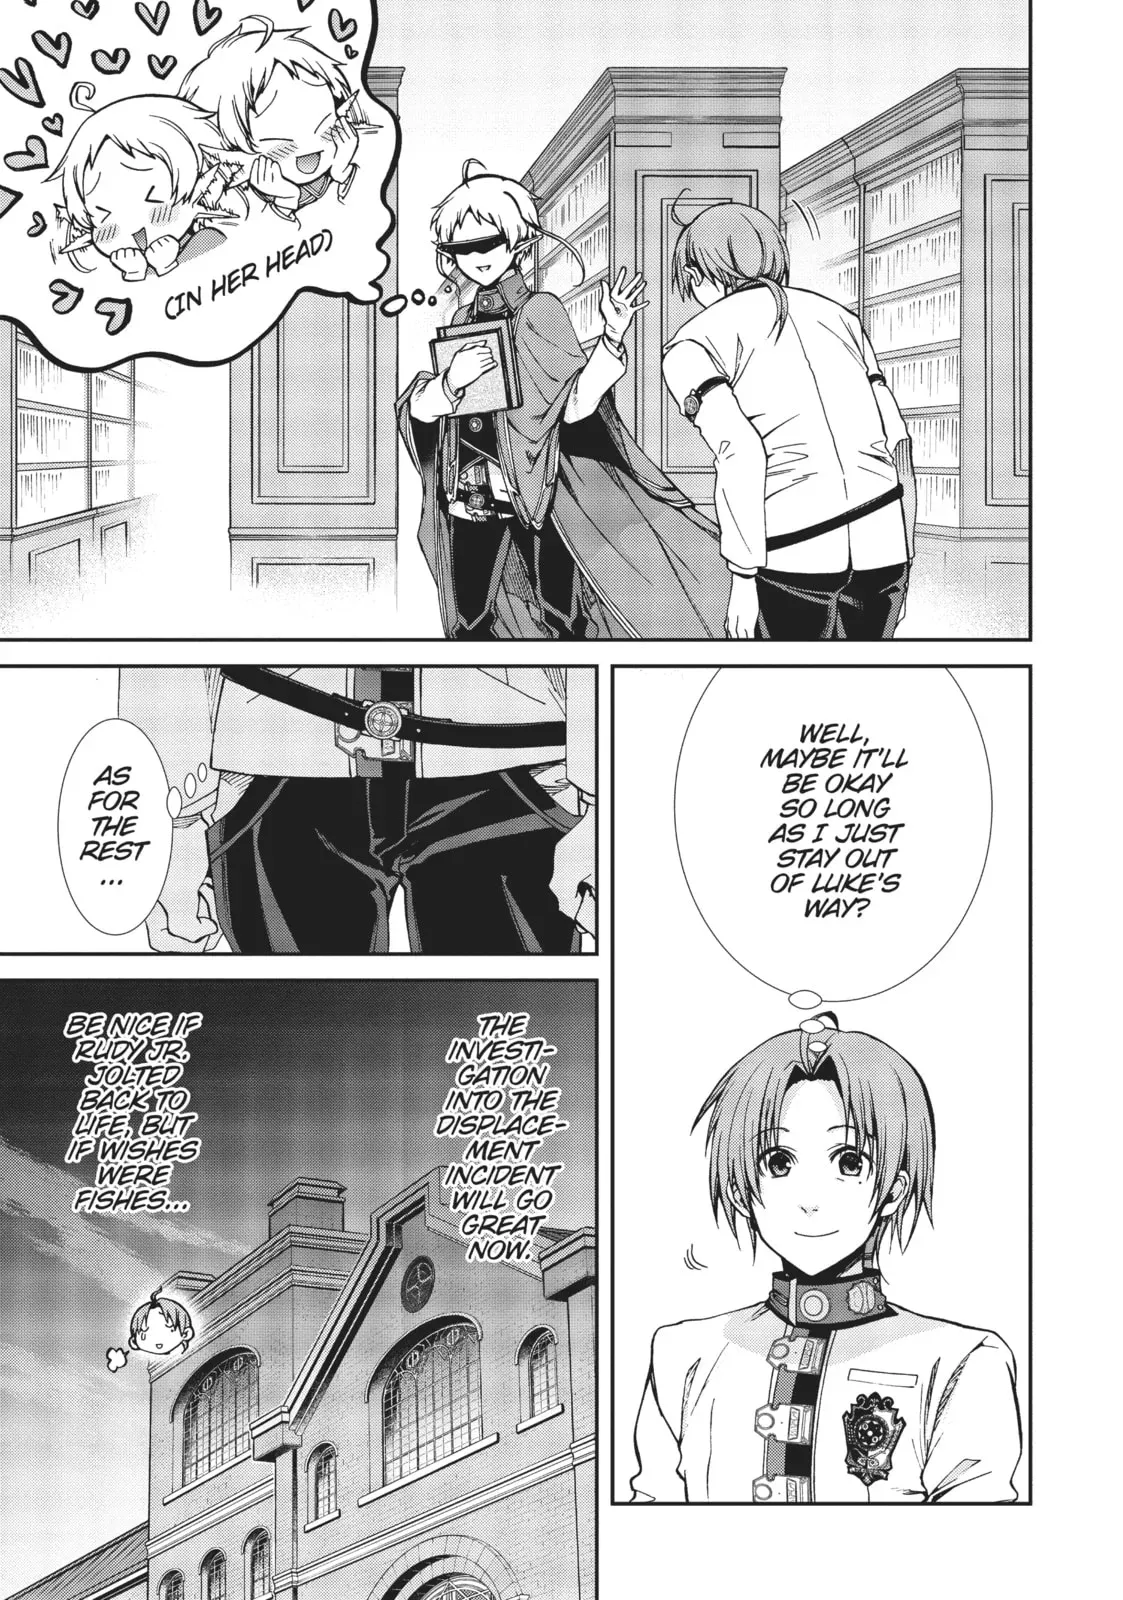 (IN HER HEAD)
WELL,
MAYBE IT'LL
BE OKAY
SO LONG
AS I JUST
STAY OUT
OF LUKE'S
WAY?
AS
FOR
THE
REST
...
THE
INVESTI-
GATION
INTO THE
DISPLACE-
MENT
INCIDENT
WILL GO
GREAT
NOW.
BE NICE IF
RUDY JR.
JOLTED
BACK TO
LIFE, BUT
IF WISHES
WERE
FISHES...